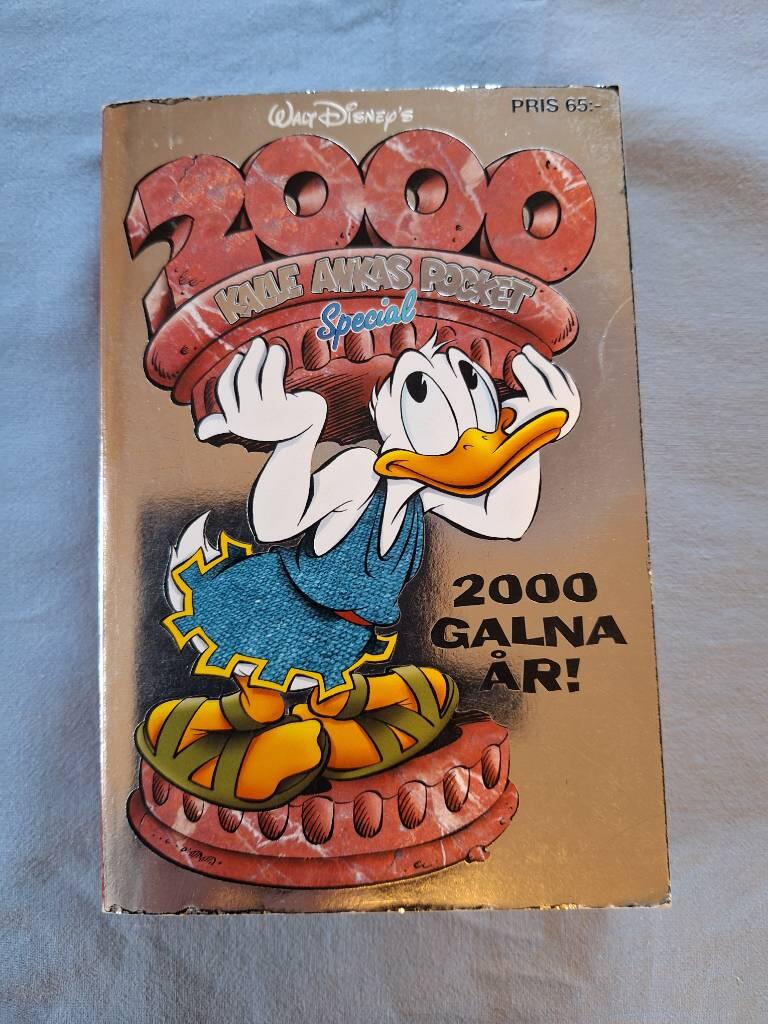 WALT DISNEY'S
PRIS 65:-
2000
KALLE ANKAS POCKET
Special
2000
GALNA
ÅR!